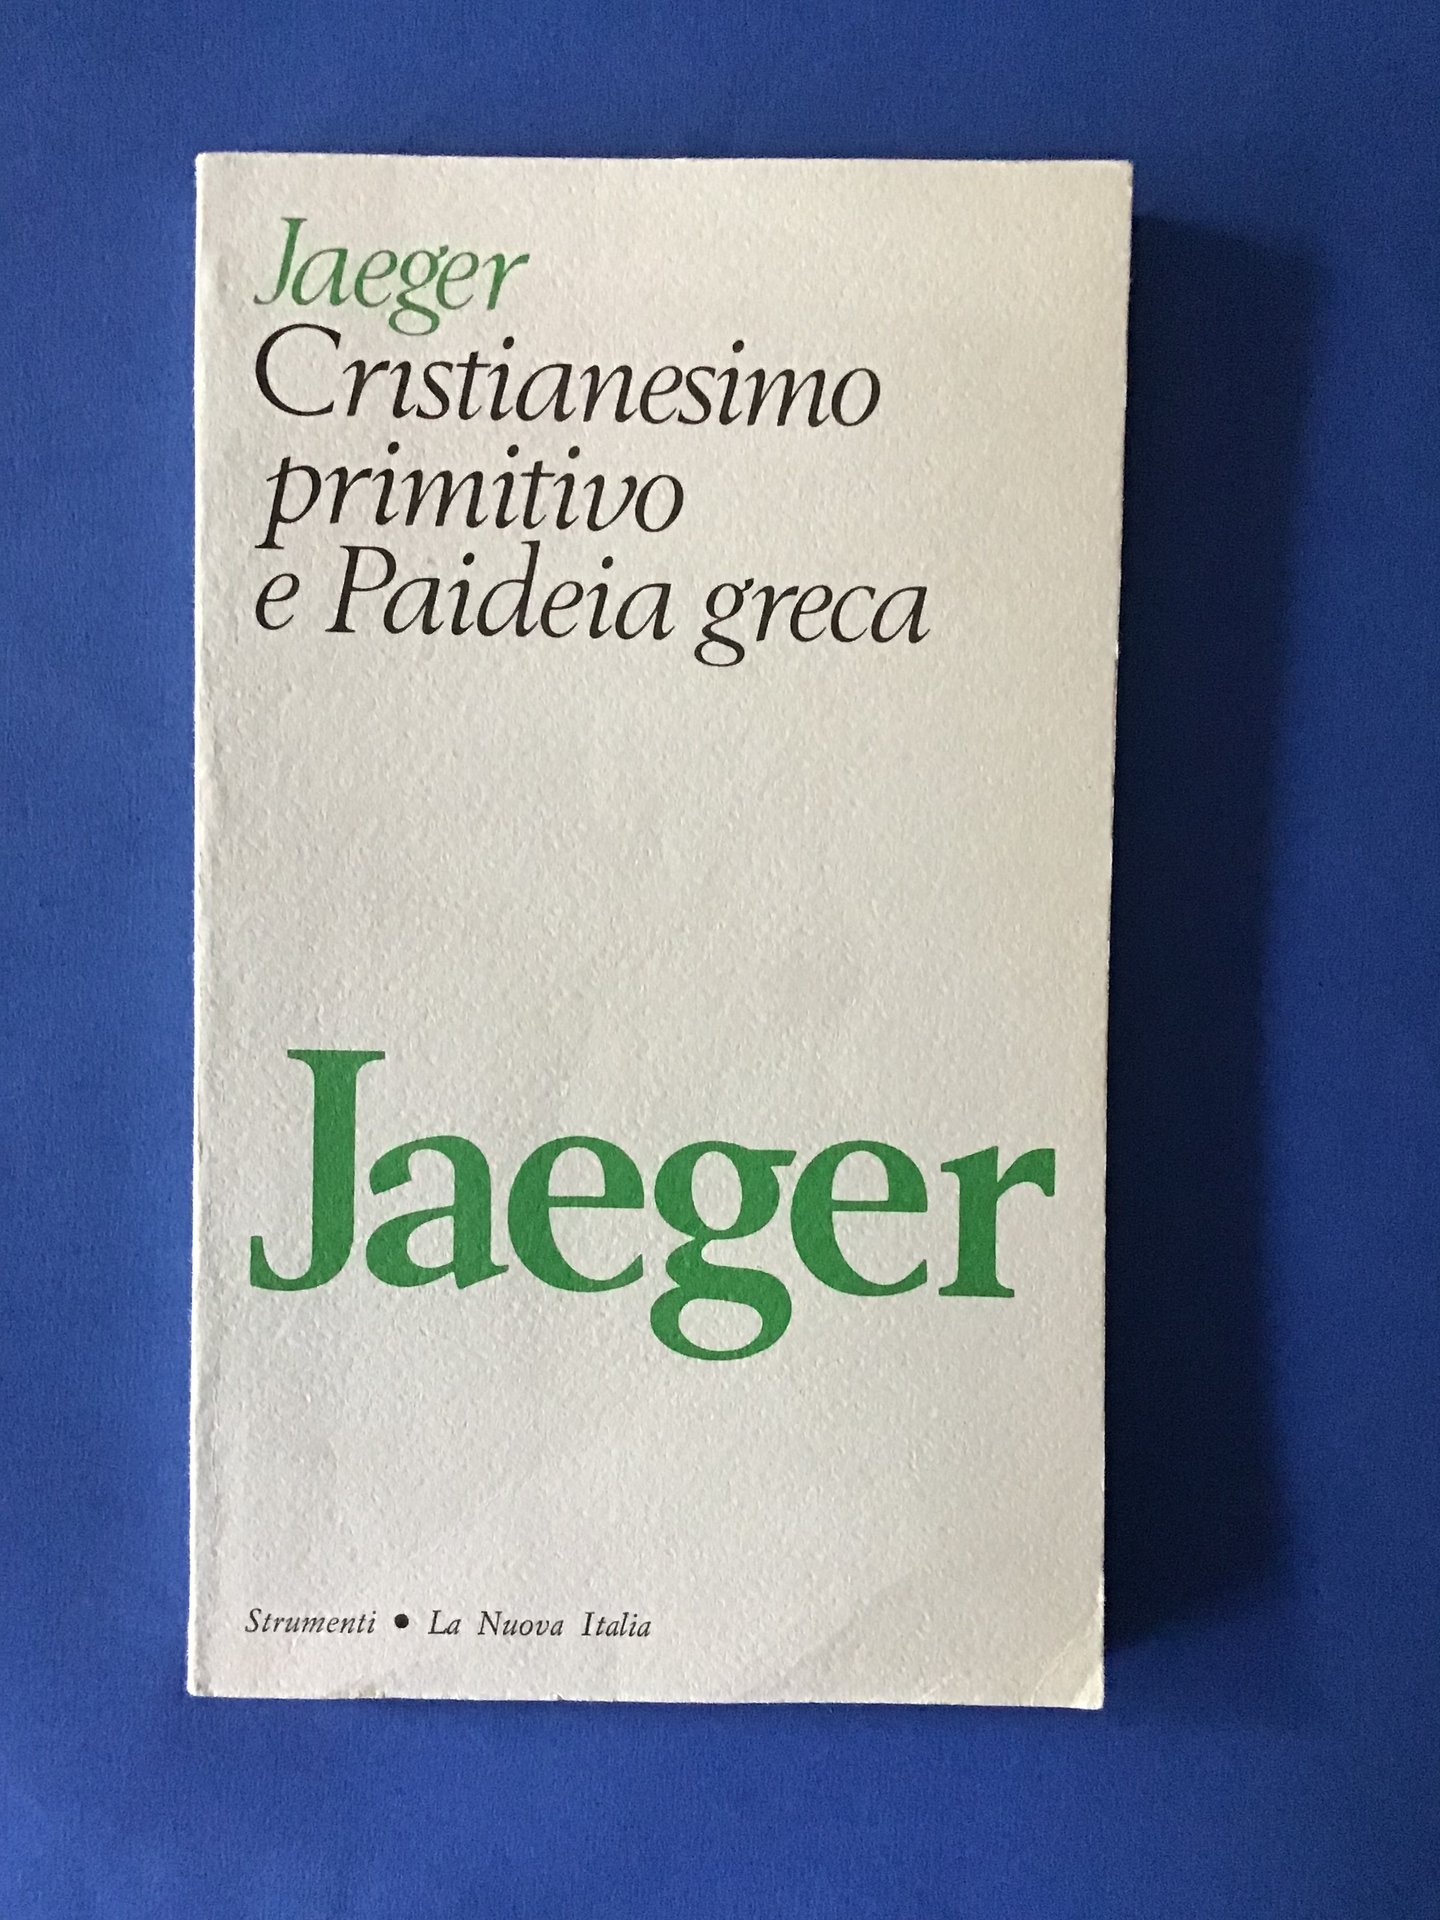 Jaeger
Cristianesimo
primitivo
e Paideia greca
Jaeger
Strumenti • La Nuova Italia